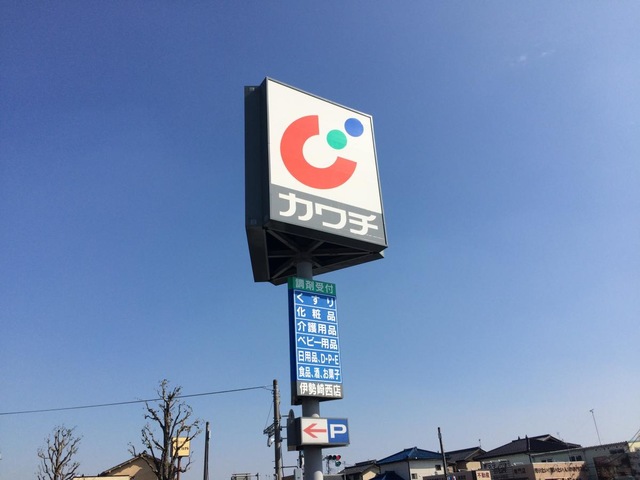 カワチ
調剤受付
くすり
化粧品
介護用品
ベビー用品
日用品、D・P・E
食品、酒、お菓子
伊勢崎西店
P